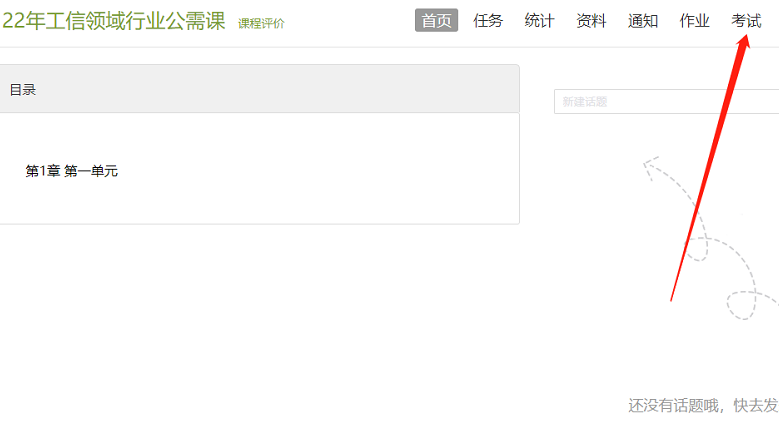 22年工信领域行业公需课 课程评价 首页 任务 统计 资料 通知 作业 考试
目录
新建话题
第1章 第一单元
还没有话题哦，快去发